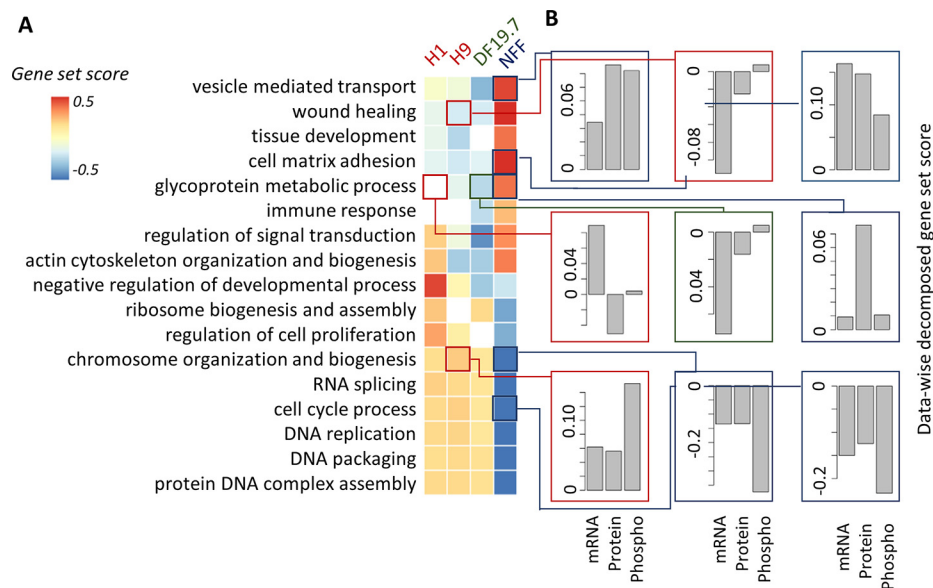 A
B
H1
H9
DF19.7
NFF
Gene set score
0.5
-0.5
vesicle mediated transport
wound healing
tissue development
cell matrix adhesion
glycoprotein metabolic process
immune response
regulation of signal transduction
actin cytoskeleton organization and biogenesis
negative regulation of developmental process
ribosome biogenesis and assembly
regulation of cell proliferation
chromosome organization and biogenesis
RNA splicing
cell cycle process
DNA replication
DNA packaging
protein DNA complex assembly
0.06
0
0
-0.08
0.10
0
0.04
0
0
0.04
0.06
0
0.10
0
0
-0.2
0
-0.2
mRNA
Protein
Phospho
mRNA
Protein
Phospho
mRNA
Protein
Phospho
Data-wise decomposed gene set score